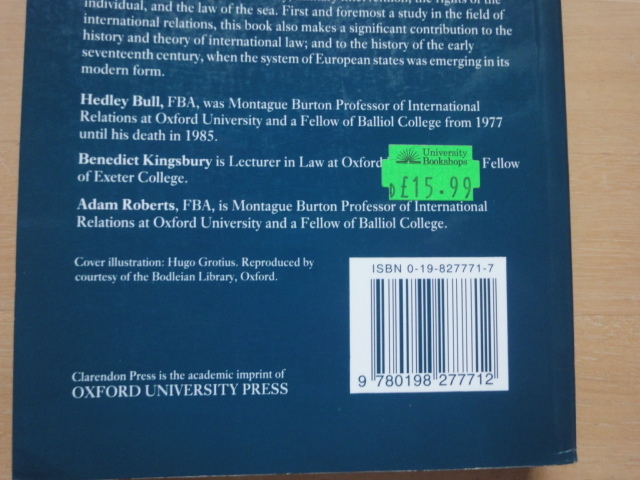 individual, and the law of the sea. First and foremost a study in the field of
international relations, this book also makes a significant contribution to the
history and theory of international law; and to the history of the early
seventeenth century, when the system of European states was emerging in its
modern form.
Hedley Bull, FBA, was Montague Burton Professor of International
Relations at Oxford University and a Fellow of Balliol College from 1977
until his death in 1985.
Benedict Kingsbury is Lecturer in Law at Oxford Fellow
of Exeter College.
University
Bookshops
£15.99
Adam Roberts, FBA, is Montague Burton Professor of International
Relations at Oxford University and a Fellow of Balliol College.
Cover illustration: Hugo Grotius. Reproduced by
courtesy of the Bodleian Library, Oxford.
ISBN 0-19-827771-7
9 780198 277712
Clarendon Press is the academic imprint of
OXFORD UNIVERSITY PRESS